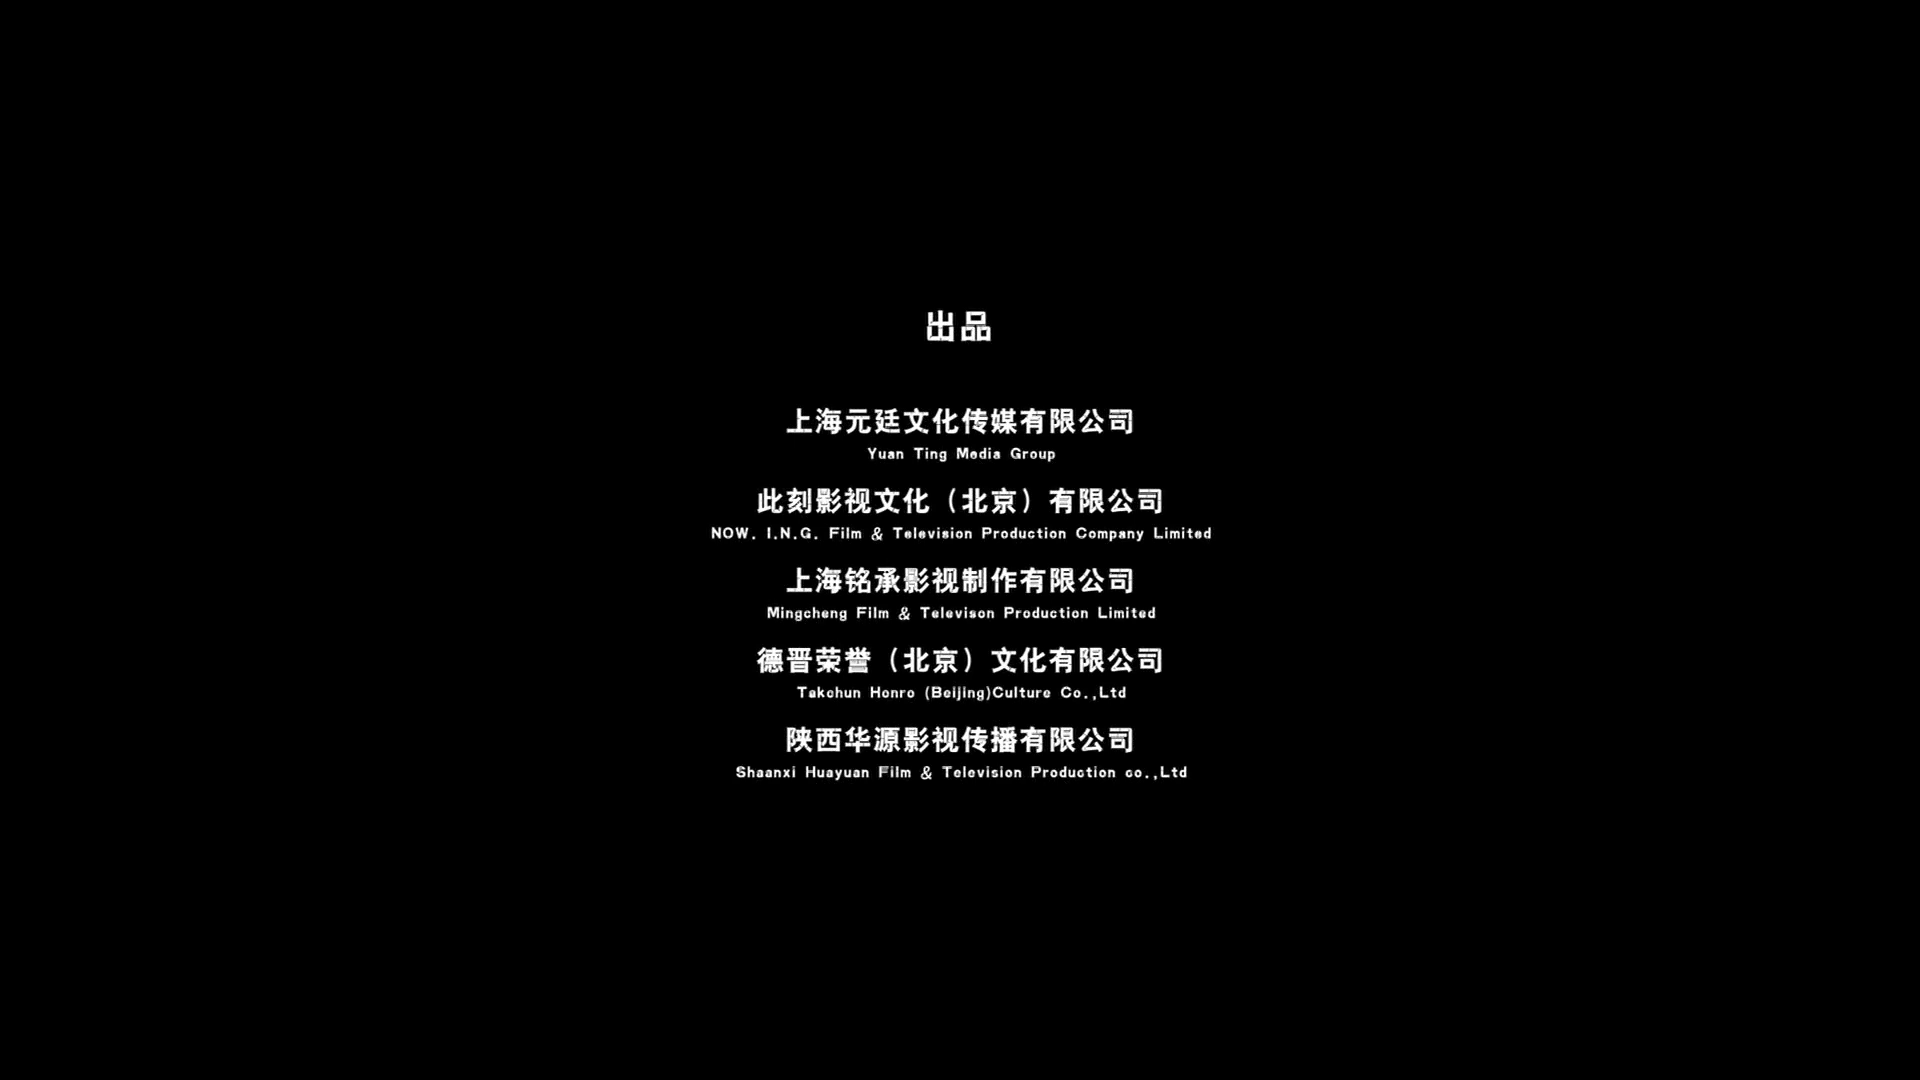 出品
上海元廷文化传媒有限公司
Yuan Ting Media Group
此刻影视文化（北京）有限公司
NOW. I.N.G. Film & Television Production Company Limited
上海铭承影视制作有限公司
Mingcheng Film & Televison Production Limited
德晋荣誉（北京）文化有限公司
Takchun Honro (Beijing)Culture Co.,Ltd
陕西华源影视传播有限公司
Shaanxi Huayuan Film & Television Production co.,Ltd